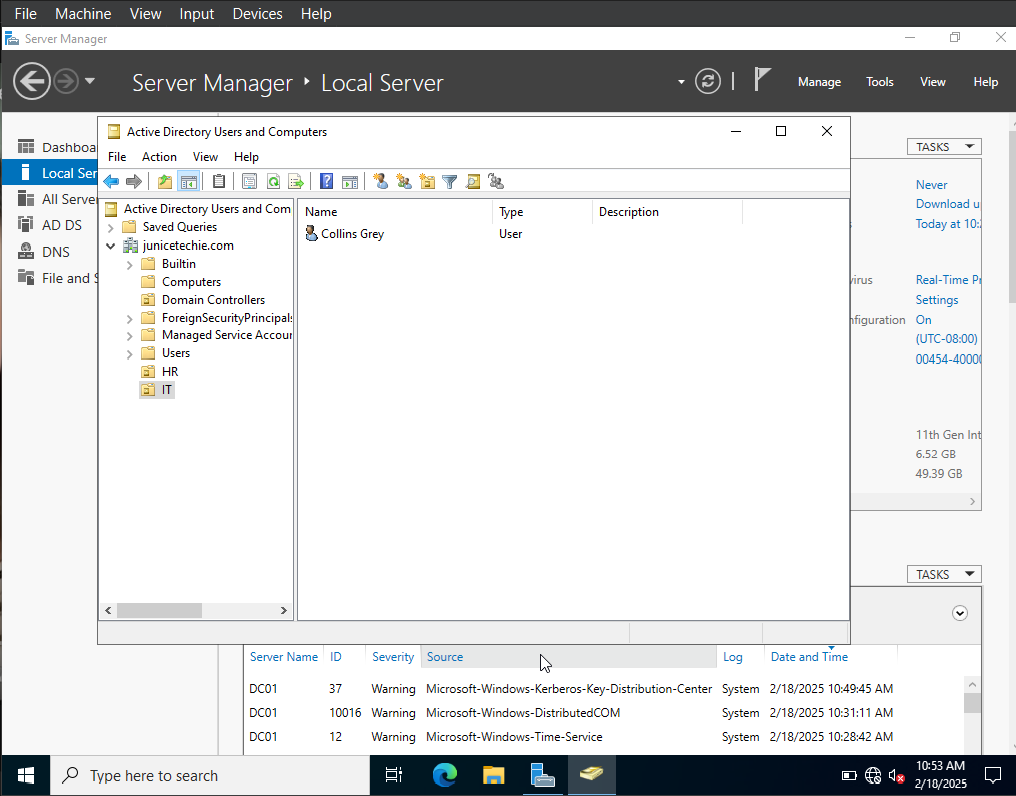 File Machine View Input Devices Help
Server Manager
Server Manager • Local Server
Manage Tools View Help
Active Directory Users and Computers
File Action View Help
Dashboa
Local Ser
All Server
AD DS
DNS
File and S
Active Directory Users and Com
Saved Queries
junicetechie.com
Builtin
Computers
Domain Controllers
ForeignSecurityPrincipals
Managed Service Accour
Users
HR
IT
Name Type Description
Collins Grey User
TASKS
Never
Download u
Today at 10:
virus
Real-Time Pr
Settings
nfiguration On
(UTC-08:00)
00454-40000
11th Gen Int
6.52 GB
49.39 GB
TASKS
Server Name ID Severity Source Log Date and Time
DC01 37 Warning Microsoft-Windows-Kerberos-Key-Distribution-Center System 2/18/2025 10:49:45 AM
DC01 10016 Warning Microsoft-Windows-DistributedCOM System 2/18/2025 10:31:11 AM
DC01 12 Warning Microsoft-Windows-Time-Service System 2/18/2025 10:28:42 AM
Type here to search
10:53 AM
2/18/2025